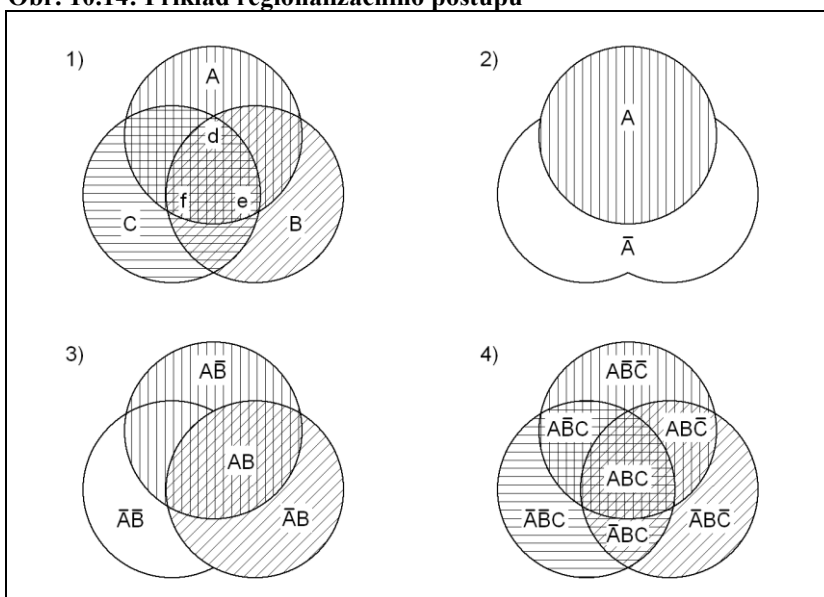 Obr. 10.14: Příklad regionalizačního postupu
1)
A
d
f
e
C
B
2)
A
Ā
3)
AB̄
AB
ĀB̄
ĀB
4)
AB̄C̄
AB̄C
ABC̄
ABC
ĀB̄C
ĀBC
ĀBC̄